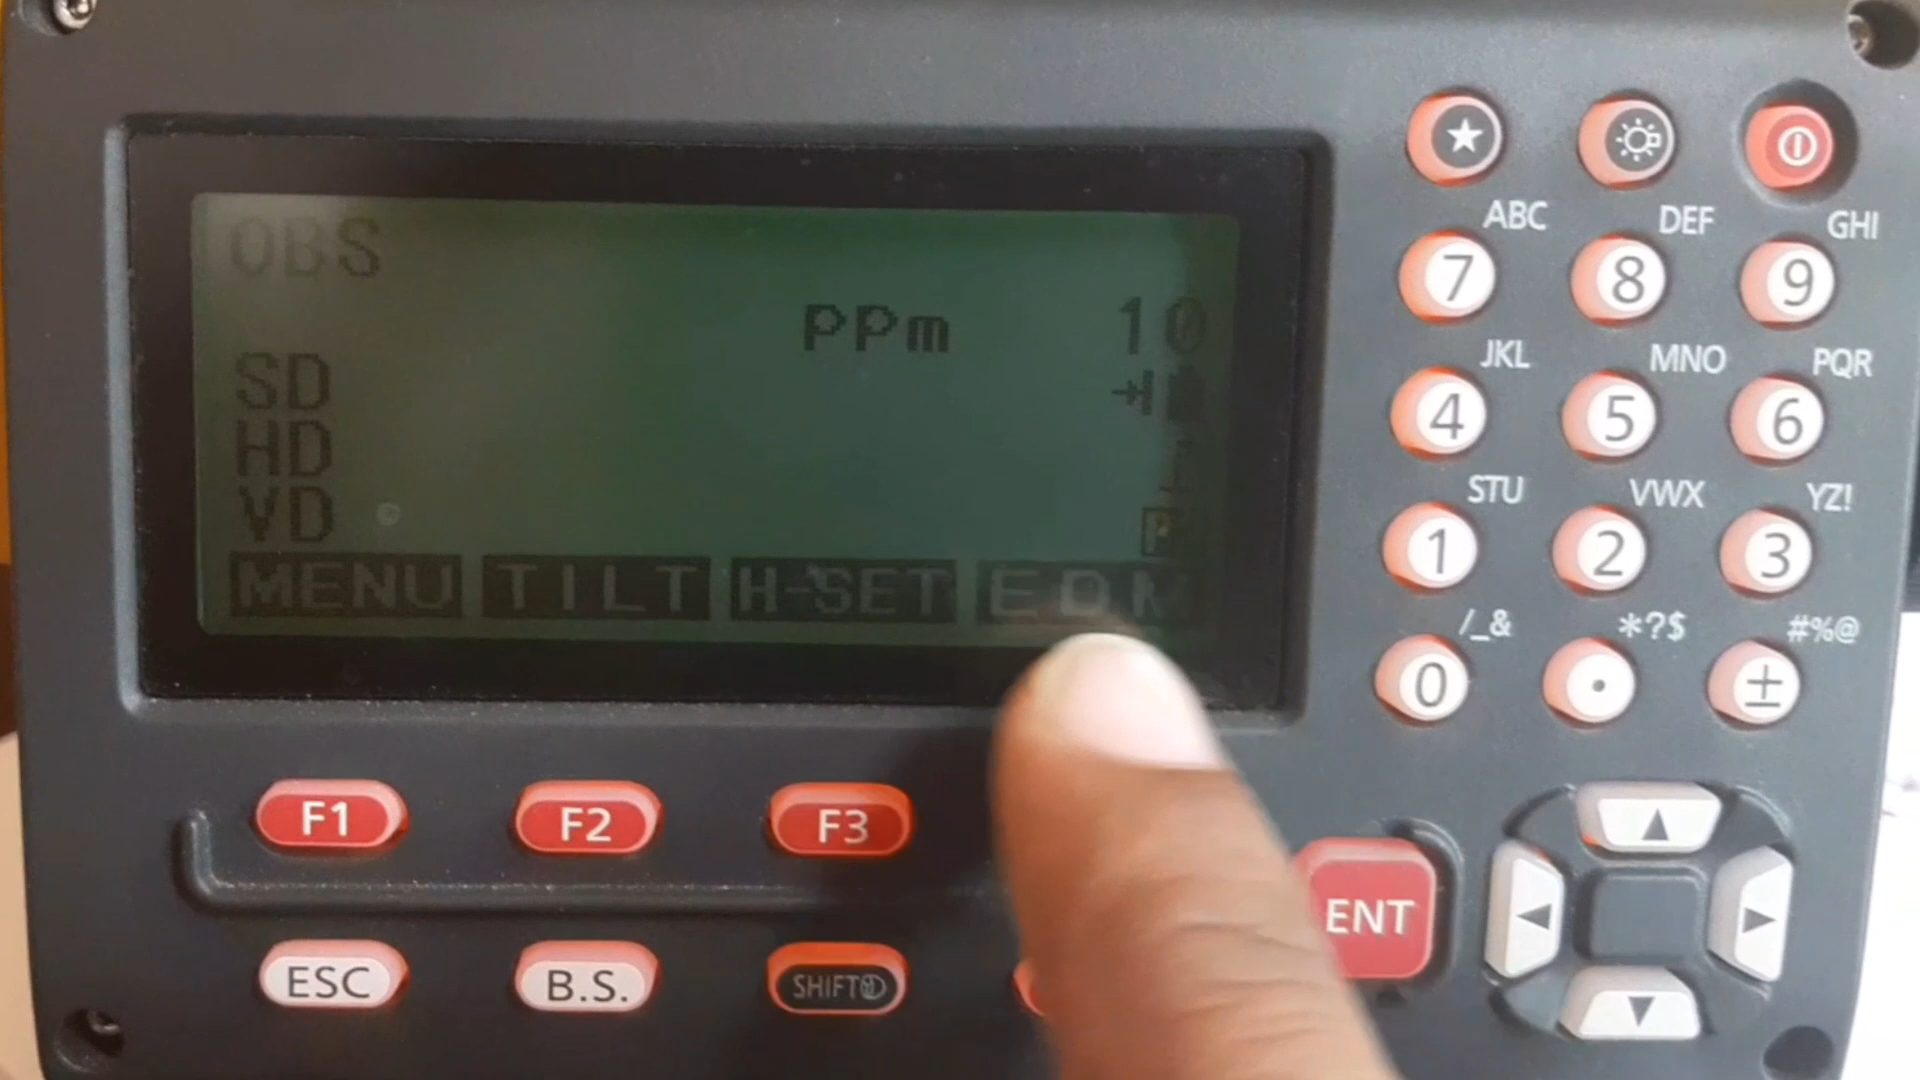 OBS
PPm 10
SD
HD
VD P
MENU TILT H-SET EDM
ABC DEF GHI
7 8 9
JKL MNO PQR
4 5 6
STU VWX YZ!
1 2 3
/_& *?$ #%@
0 . ±
F1 F2 F3
ENT
ESC B.S. SHIFT